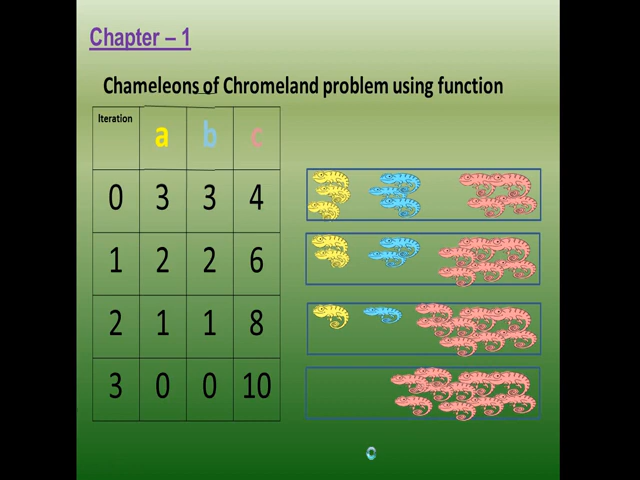 Chapter – 1
Chameleons of Chromeland problem using function
Iteration a b c
0 3 3 4
1 2 2 6
2 1 1 8
3 0 0 10